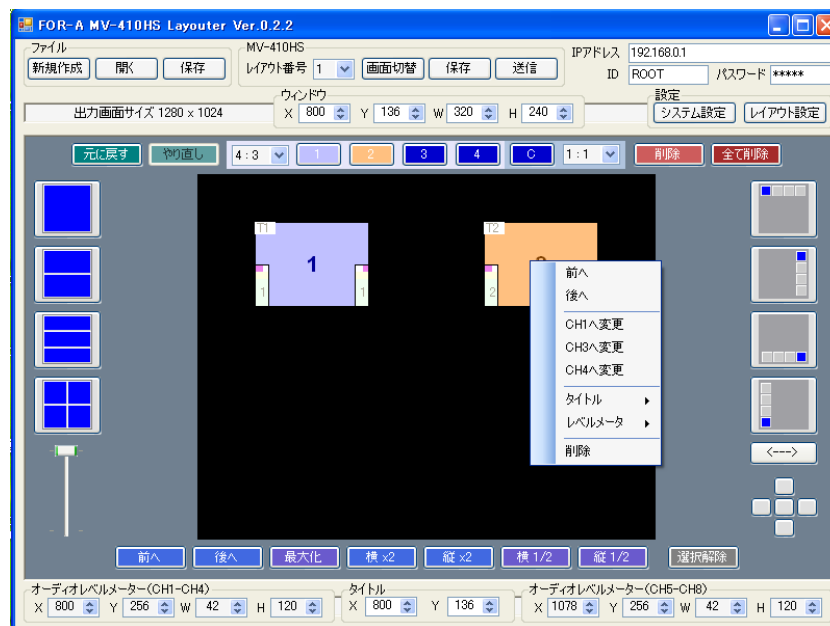 FOR-A MV-410HS Layouter Ver.0.2.2
ファイル
新規作成 開く 保存
MV-410HS
レイアウト番号 1 画面切替 保存 送信
IPアドレス 192.168.0.1
ID ROOT パスワード *****
出力画面サイズ 1280 x 1024
ウィンドウ
X 800 Y 136 W 320 H 240
設定
システム設定 レイアウト設定
元に戻す やり直し 4:3 1 2 3 4 C 1:1 削除 全て削除
T1
1
1 1
T2
2
前へ
後へ
CH1へ変更
CH3へ変更
CH4へ変更
タイトル
レベルメータ
削除
<--->
前へ 後へ 最大化 横 x2 縦 x2 横 1/2 縦 1/2 選択解除
オーディオレベルメーター(CH1-CH4)
X 800 Y 256 W 42 H 120
タイトル
X 800 Y 136
オーディオレベルメーター(CH5-CH8)
X 1078 Y 256 W 42 H 120